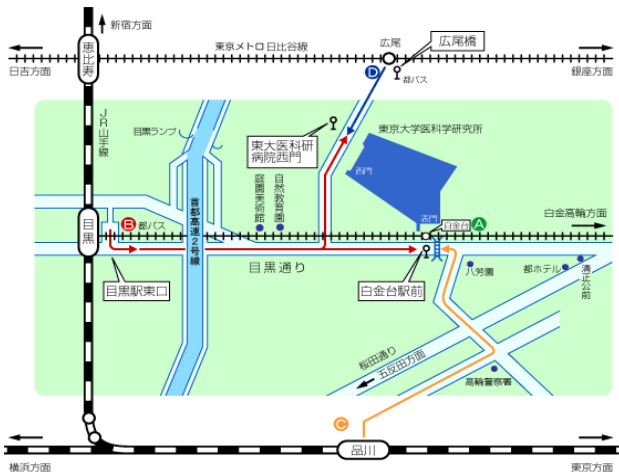 新宿方面
恵比寿
東京メトロ日比谷線
広尾
広尾橋
日吉方面
D
都バス
銀座方面
JR山手線
目黒ランプ
東大医科研
病院西門
東京大学医科学研究所
西門
庭園美術館
自然教育園
首都高速2号線
表門
白金台
A
白金高輪方面
目黒
B
都バス
目黒通り
目黒駅東口
白金台駅前
八芳園
都ホテル
清正公前
桜田通り
五反田方面
高輪警察署
C
品川
横浜方面
東京方面